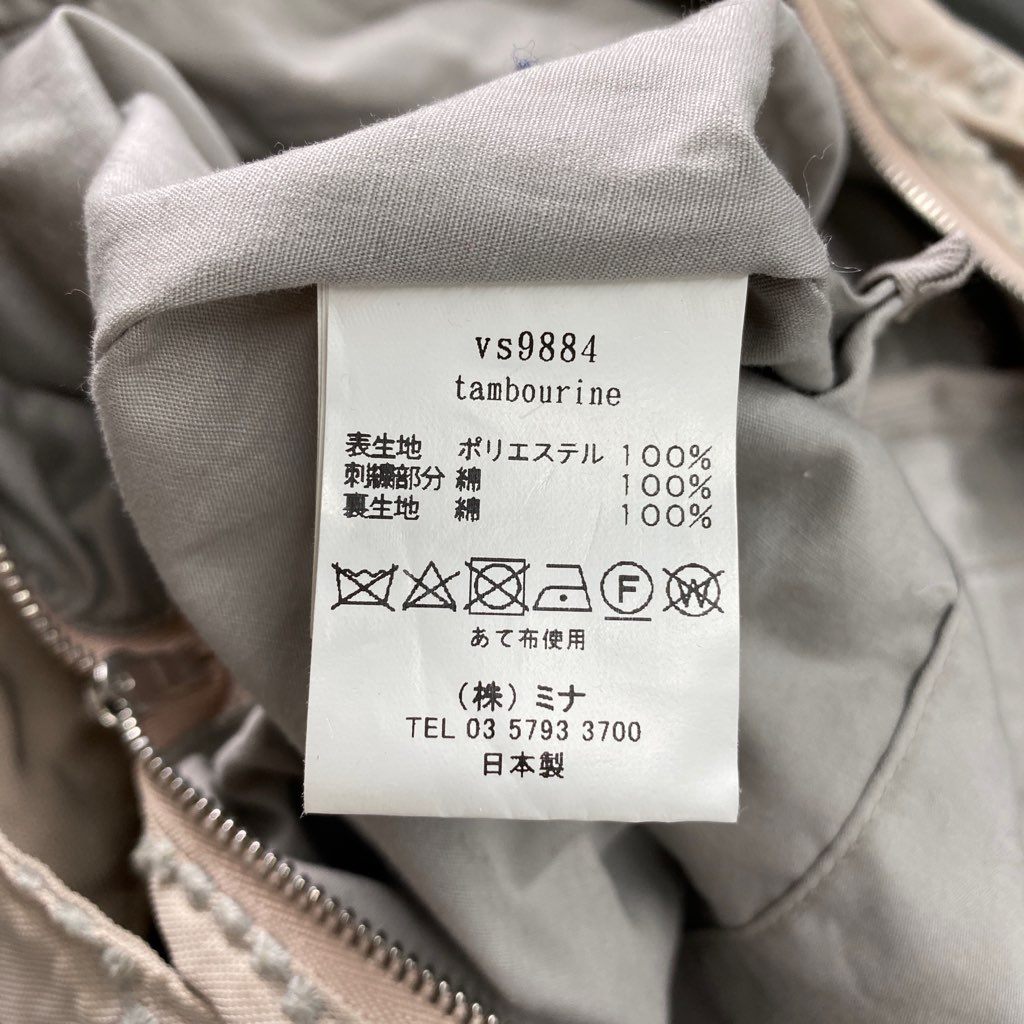 vs9884
tambourine
表生地 ポリエステル 100%
刺繍部分 綿 100%
裏生地 綿 100%
F
W
あて布使用
(株)ミナ
TEL 03 5793 3700
日本製